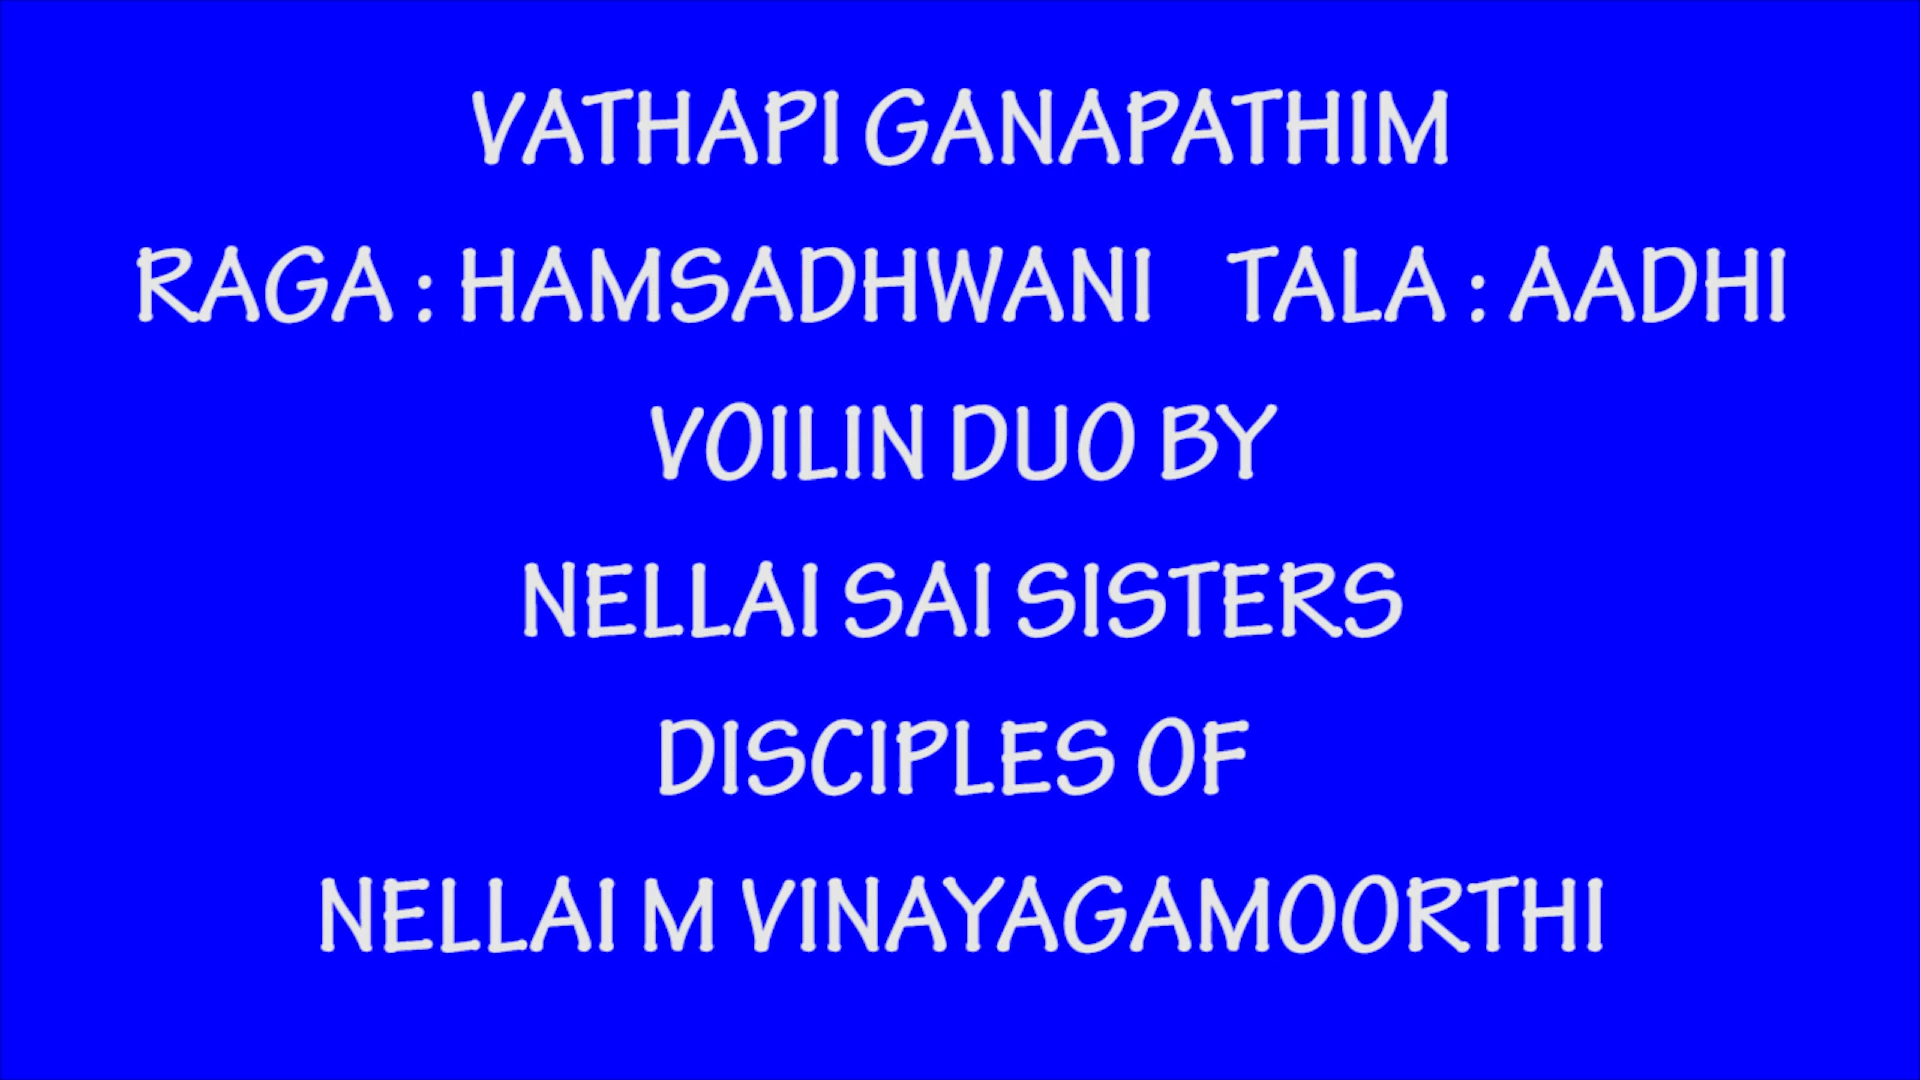 VATHAPI GANAPATHIM
RAGA : HAMSADHWANI TALA : AADHI
VOILIN DUO BY
NELLAI SAI SISTERS
DISCIPLES OF
NELLAI M VINAYAGAMOORTHI